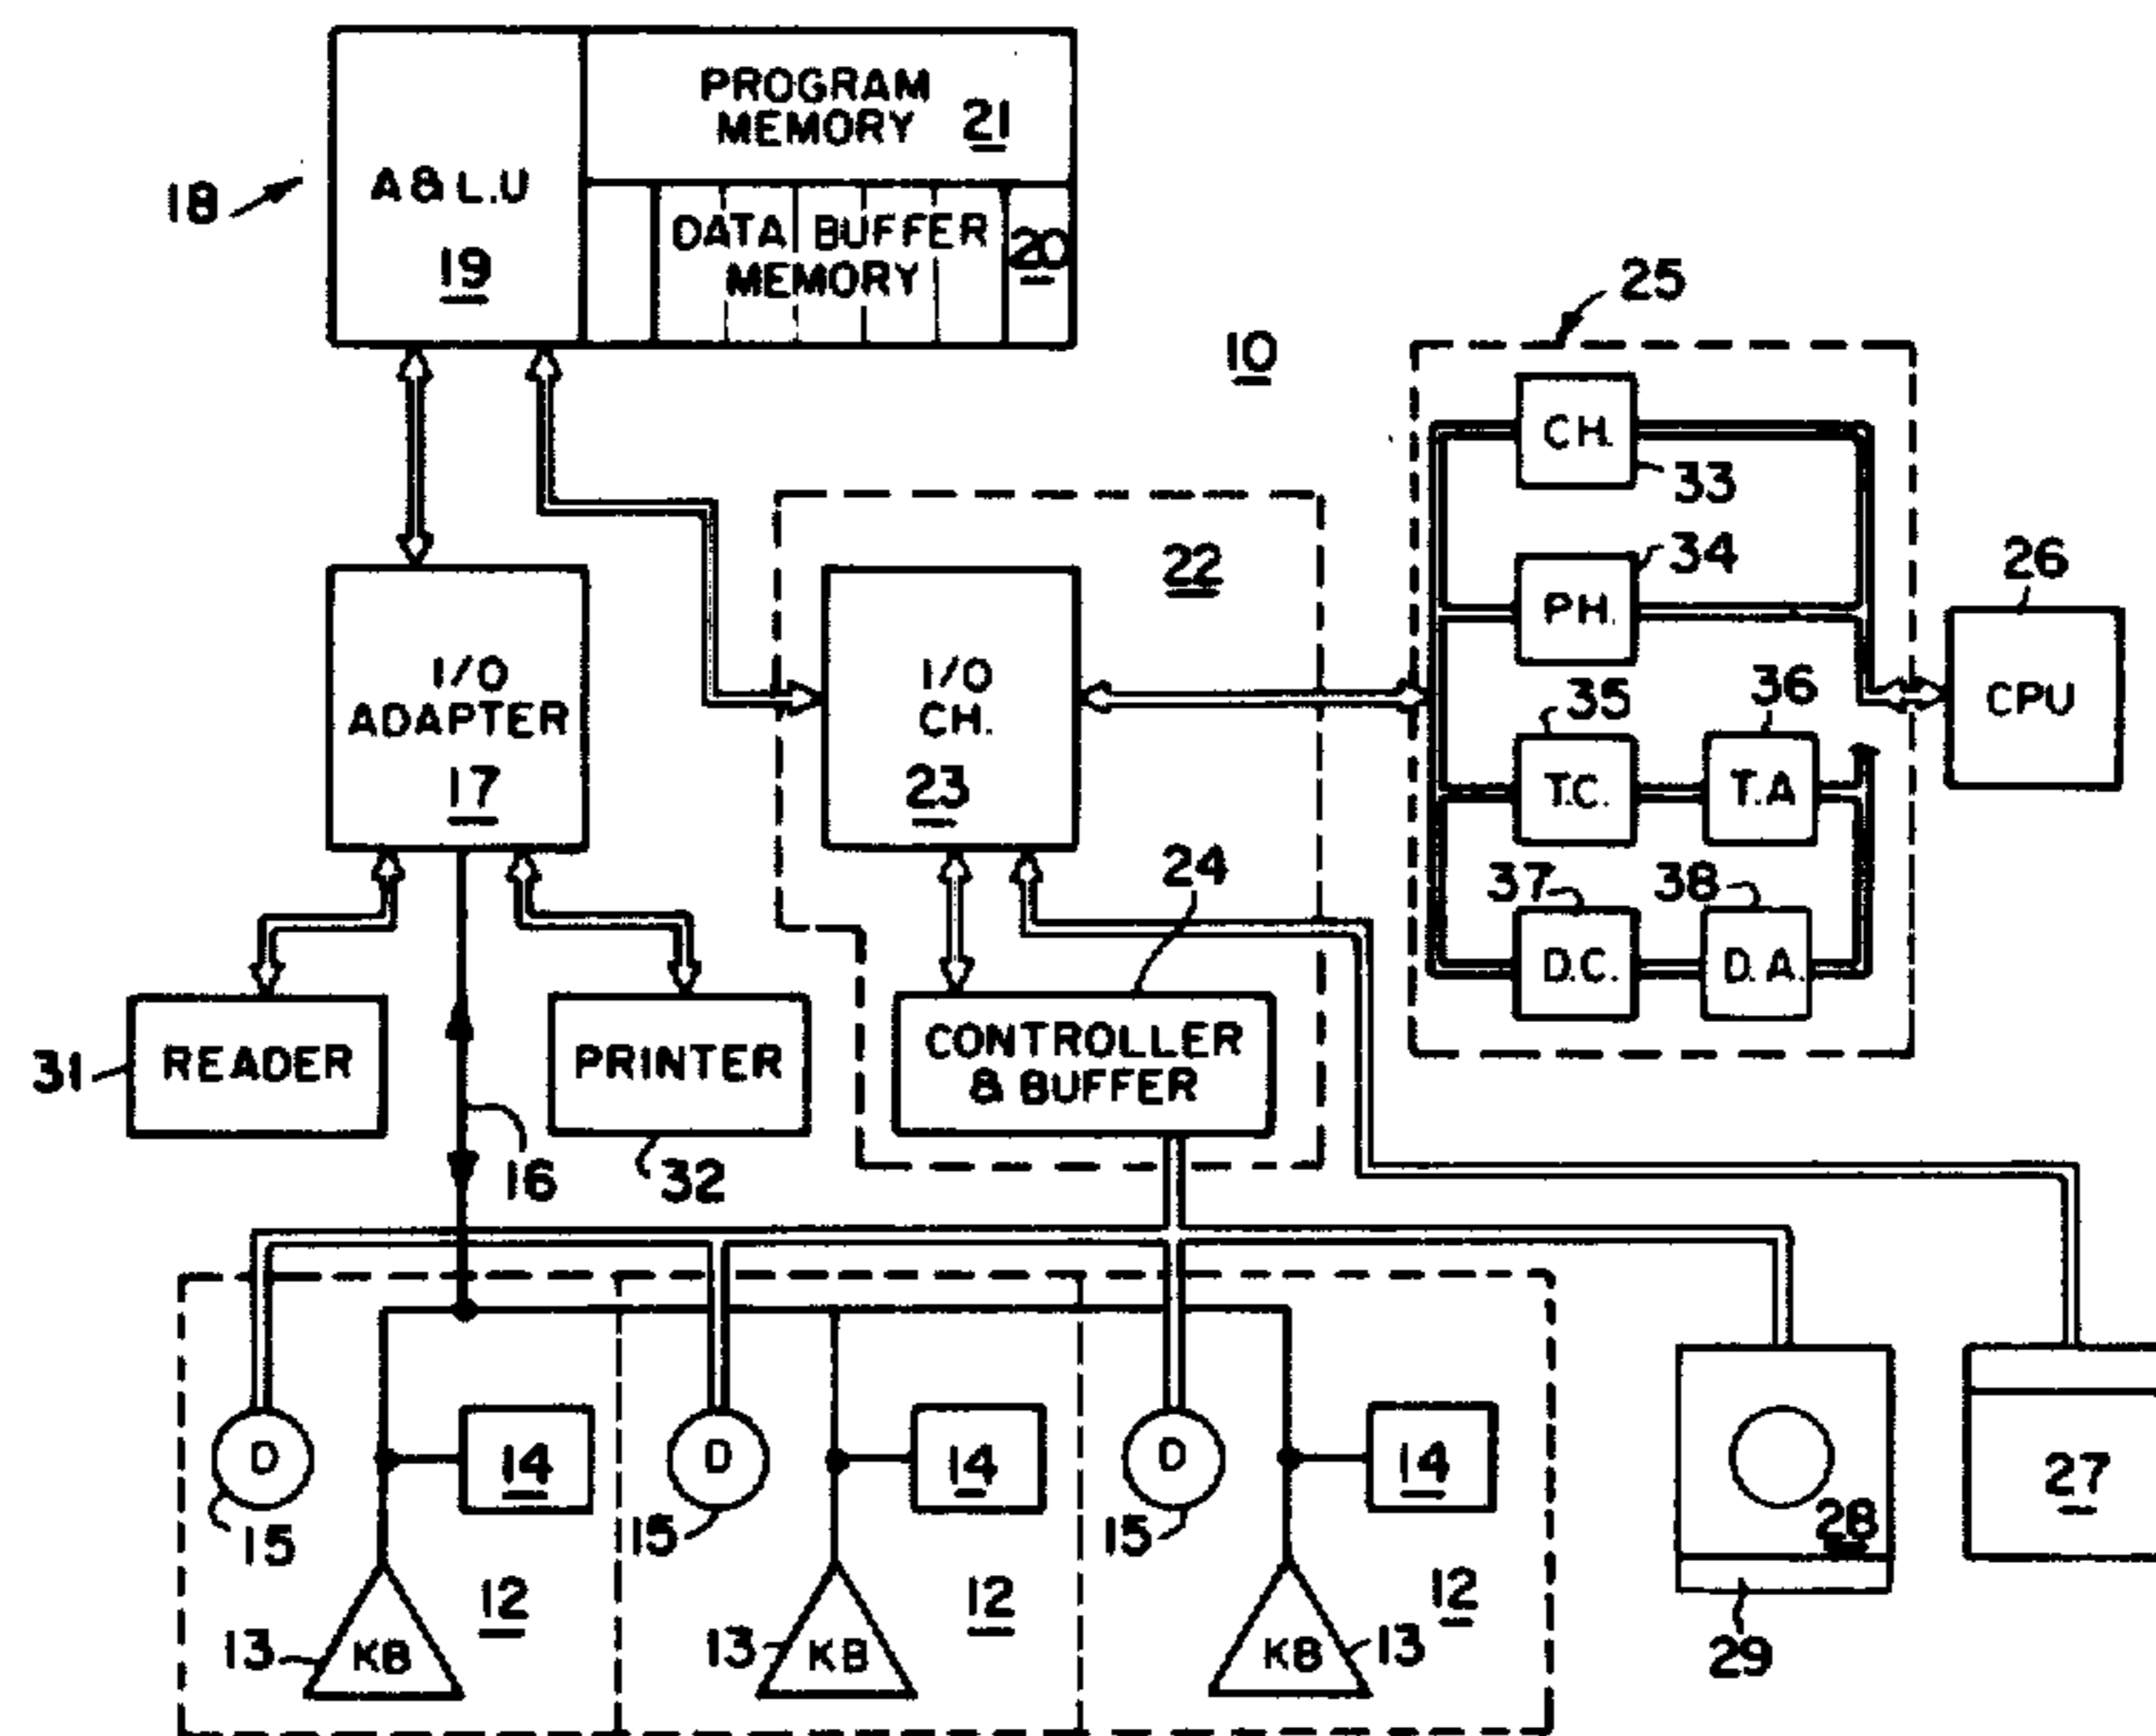 PROGRAM
MEMORY 21
18
A & L.U
19
DATA BUFFER
MEMORY
20
10
25
CH.
33
22
34
PH.
26
CPU
I/O
ADAPTER
17
I/O
CH.
23
35
T.C.
36
T.A
24
37
D.C.
38
D.A.
31
READER
PRINTER
CONTROLLER
& BUFFER
16
32
D
14
D
14
D
14
27
28
15
15
15
12
12
12
13
KB
13
KB
KB
13
29